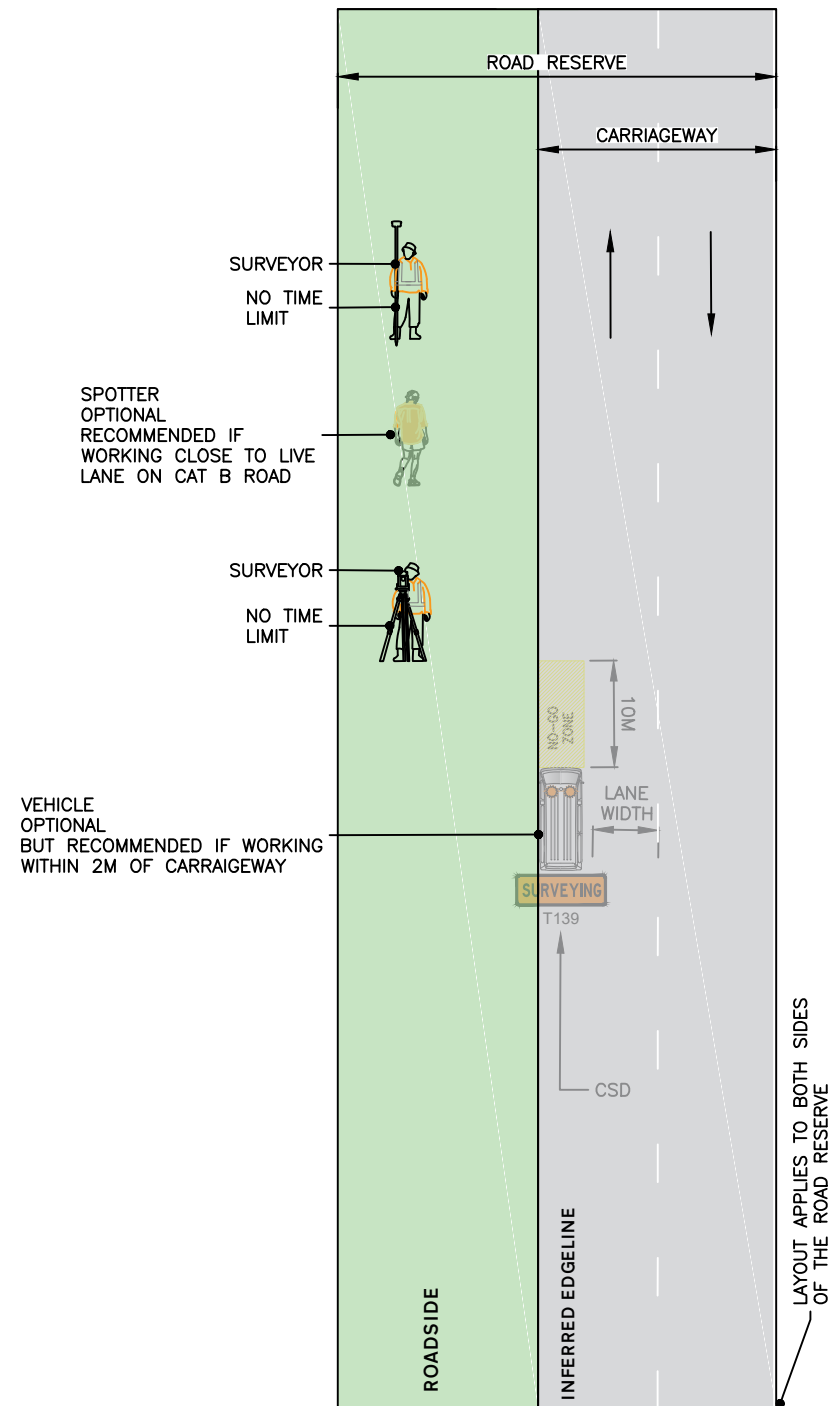 ROAD RESERVE
CARRIAGEWAY
SURVEYOR
NO TIME
LIMIT
SPOTTER
OPTIONAL
RECOMMENDED IF
WORKING CLOSE TO LIVE
LANE ON CAT B ROAD
SURVEYOR
NO TIME
LIMIT
NO-GO
ZONE
10M
LANE
WIDTH
VEHICLE
OPTIONAL
BUT RECOMMENDED IF WORKING
WITHIN 2M OF CARRAIGEWAY
SURVEYING
T139
CSD
ROADSIDE
INFERRED EDGELINE
LAYOUT APPLIES TO BOTH SIDES
OF THE ROAD RESERVE